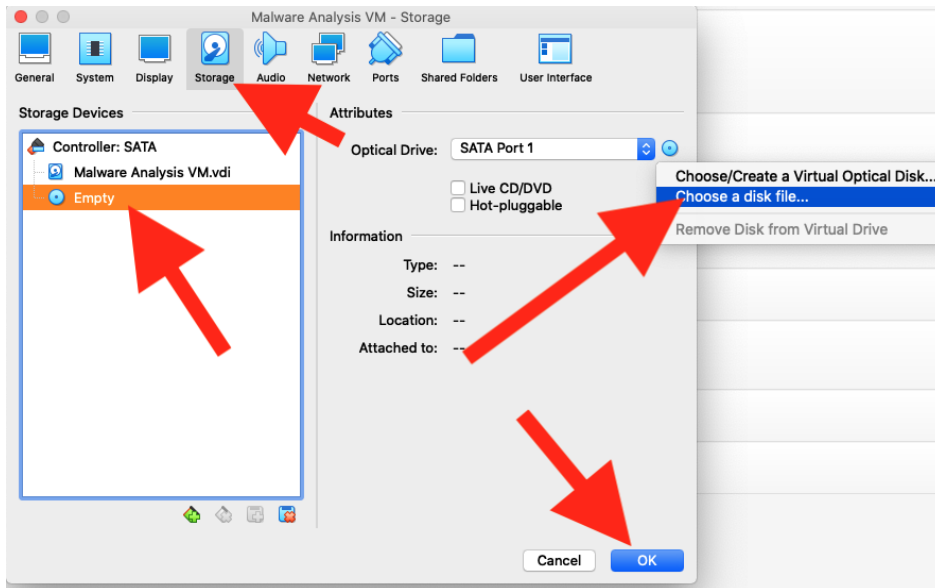 Malware Analysis VM - Storage
General System Display Storage Audio Network Ports Shared Folders User Interface
Storage Devices
Controller: SATA
Malware Analysis VM.vdi
Empty
Attributes
Optical Drive: SATA Port 1
Live CD/DVD
Hot-pluggable
Information
Type: --
Size: --
Location: --
Attached to: --
Choose/Create a Virtual Optical Disk...
Choose a disk file...
Remove Disk from Virtual Drive
Cancel OK